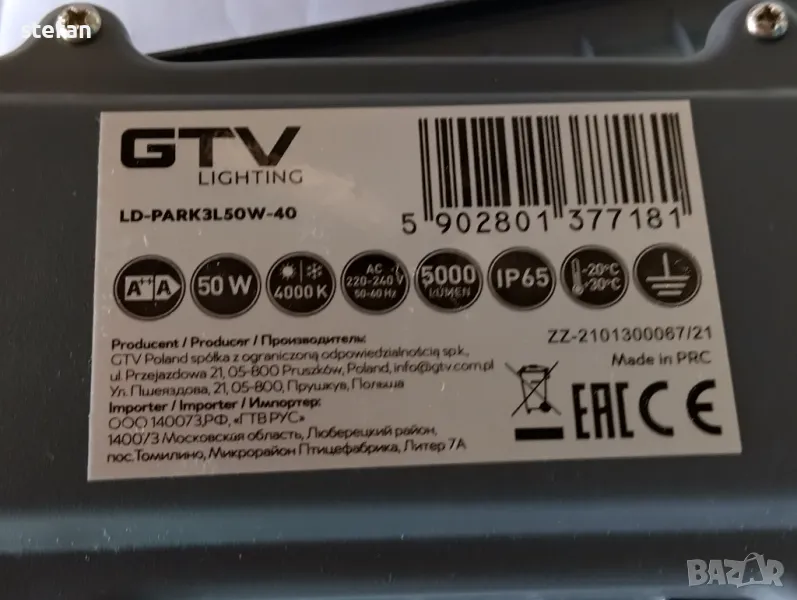 stefan
GTV
LIGHTING
LD-PARK3L50W-40
5 902801 377181
A++ A
50 W
4000 K
AC
220-240 V
50-60 Hz
5000
LUMEN
IP65
-20°C
+30°C
ZZ-2101300067/21
Made in PRC
Producent / Producer / Производитель:
GTV Poland spółka z ograniczoną odpowiedzialnością sp.k.,
ul. Przejazdowa 21, 05-800 Pruszków, Poland, info@gtv.com.pl
Ул. Пшеяздова, 21, 05-800, Прушкув, Польша
Importer / Importer / Импортер:
ООО 140073,РФ, «ГТВ РУС»
140073 Московская область, Люберецкий район,
пос.Томилино, Микрорайон Птицефабрика, Литер 7А
EAC CE
BAZAR